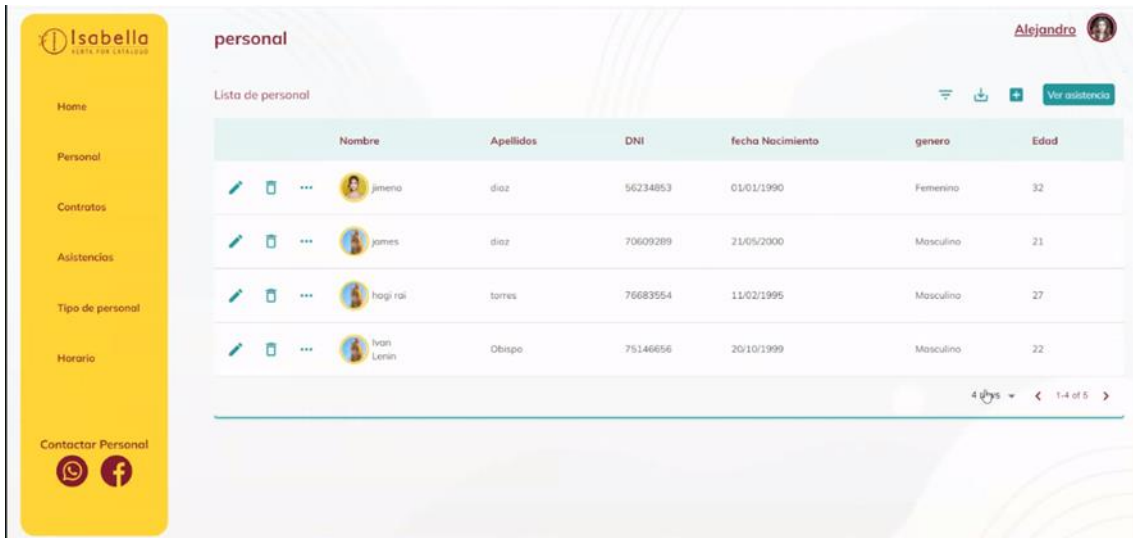 Isabella
VENTA POR CATALOGO
Home
Personal
Contratos
Asistencias
Tipo de personal
Horario
Contactar Personal
personal
Alejandro
Lista de personal
Ver asistencia
Nombre Apellidos DNI fecha Nacimiento genero Edad
jimena diaz 56234853 01/01/1990 Femenino 32
james diaz 70609289 21/05/2000 Masculino 21
hagi rai torres 76683554 11/02/1995 Masculino 27
Ivan
Lenin Obispo 75146656 20/10/1999 Masculino 22
4 rows 1-4 of 5